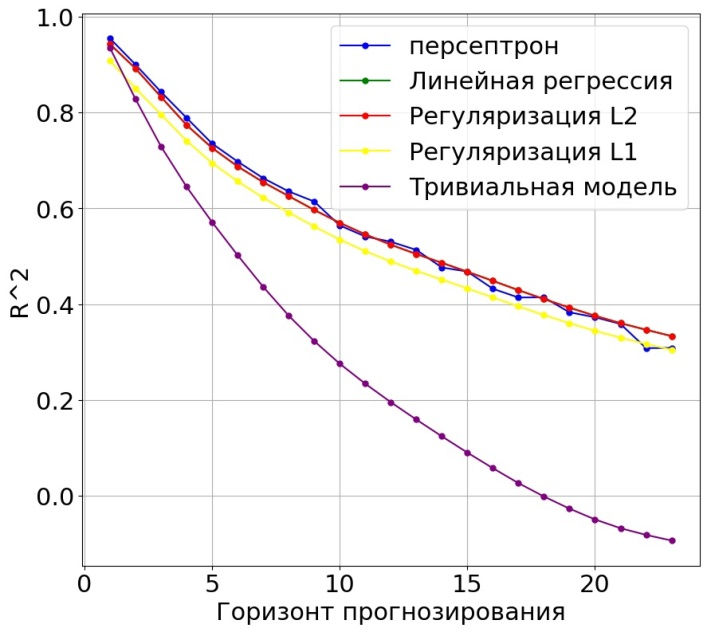 1.0
0.8
0.6
0.4
0.2
0.0
R^2
персептрон
Линейная регрессия
Регуляризация L2
Регуляризация L1
Тривиальная модель
0 5 10 15 20
Горизонт прогнозирования